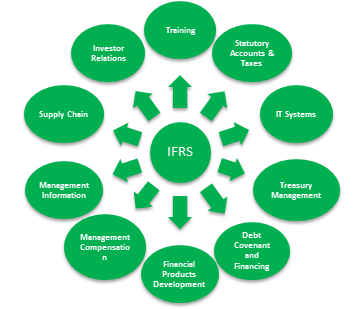 Training
Statutory
Accounts &
Taxes
IT Systems
Treasury
Management
Debt
Covenant
and
Financing
Financial
Products
Development
Management
Compensatio
n
Management
Information
Supply Chain
Investor
Relations
IFRS